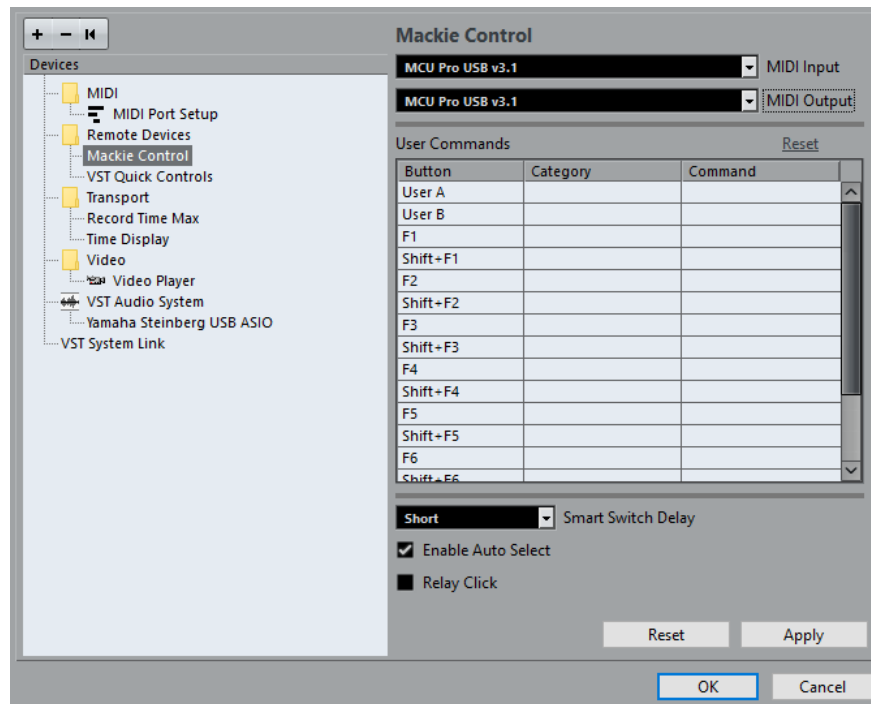 Devices
MIDI
MIDI Port Setup
Remote Devices
Mackie Control
VST Quick Controls
Transport
Record Time Max
Time Display
Video
Video Player
VST Audio System
Yamaha Steinberg USB ASIO
VST System Link
Mackie Control
MCU Pro USB v3.1 MIDI Input
MCU Pro USB v3.1 MIDI Output
User Commands Reset
Button Category Command
User A
User B
F1
Shift+F1
F2
Shift+F2
F3
Shift+F3
F4
Shift+F4
F5
Shift+F5
F6
Shift+F6
Short Smart Switch Delay
Enable Auto Select
Relay Click
Reset Apply
OK Cancel